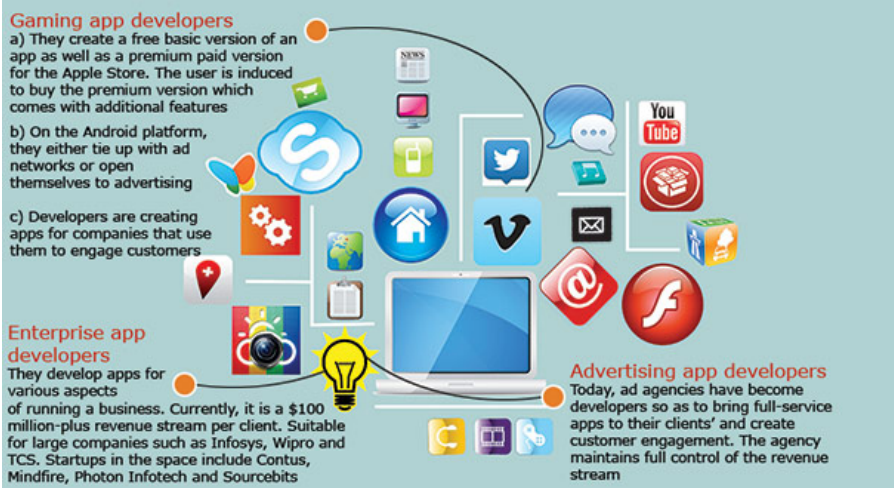 Gaming app developers
a) They create a free basic version of an
app as well as a premium paid version
for the Apple Store. The user is induced
to buy the premium version which
comes with additional features
b) On the Android platform,
they either tie up with ad
networks or open
themselves to advertising
c) Developers are creating
apps for companies that use
them to engage customers
NEWS
You
Tube
Enterprise app
developers
They develop apps for
various aspects
of running a business. Currently, it is a $100
million-plus revenue stream per client. Suitable
for large companies such as Infosys, Wipro and
TCS. Startups in the space include Contus,
Mindfire, Photon Infotech and Sourcebits
Advertising app developers
Today, ad agencies have become
developers so as to bring full-service
apps to their clients’ and create
customer engagement. The agency
maintains full control of the revenue
stream